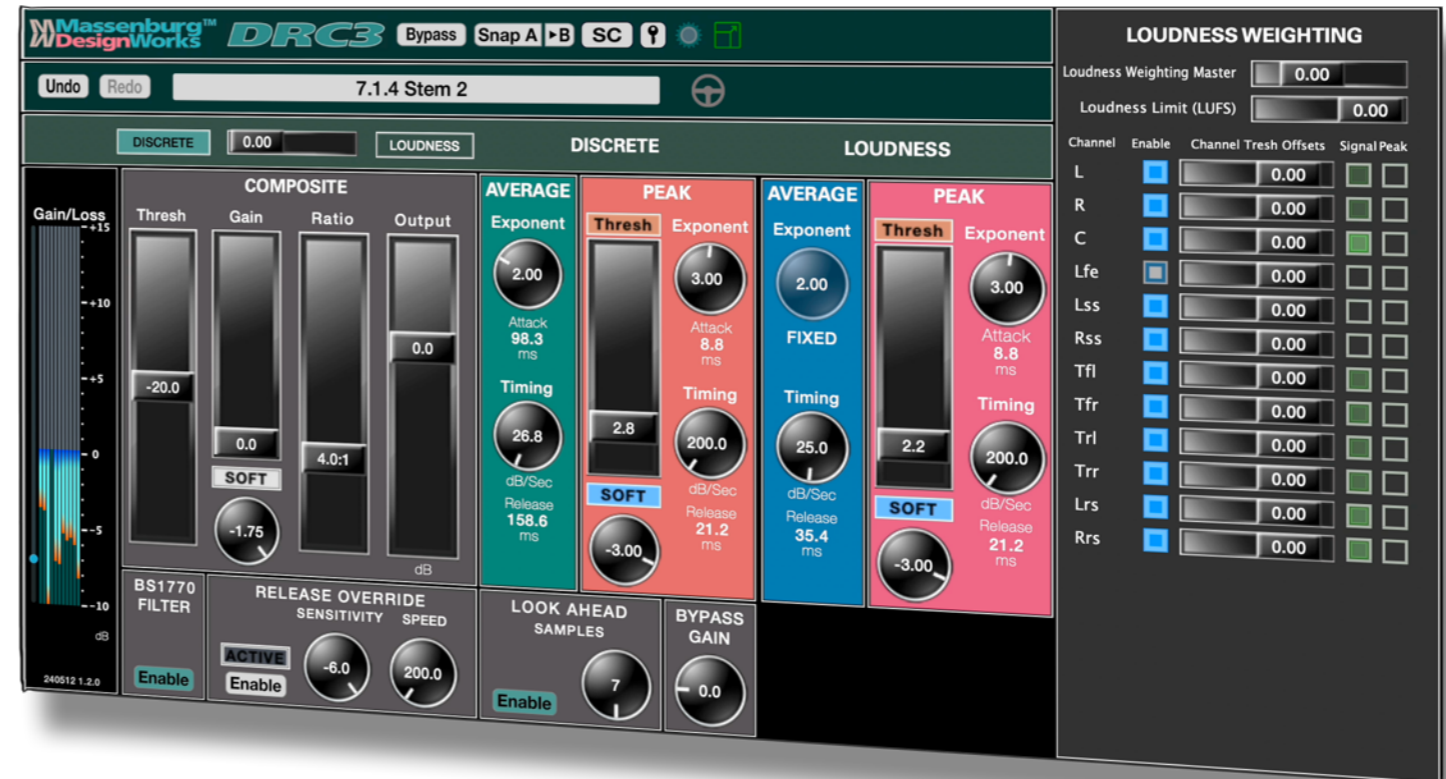 Massenburg™
DesignWorks
DRC3
Bypass
Snap A ▸B
SC
Undo
Redo
7.1.4 Stem 2
DISCRETE
0.00
LOUDNESS
DISCRETE
LOUDNESS
Gain/Loss
+15
+10
+5
0
-5
-10
dB
240512 1.2.0
COMPOSITE
Thresh
Gain
Ratio
Output
-20.0
0.0
4.0:1
0.0
SOFT
-1.75
dB
AVERAGE
Exponent
2.00
Attack
98.3
ms
Timing
26.8
dB/Sec
Release
158.6
ms
PEAK
Thresh
Exponent
3.00
Attack
8.8
ms
Timing
2.8
200.0
dB/Sec
SOFT
Release
21.2
ms
-3.00
AVERAGE
Exponent
2.00
FIXED
Timing
25.0
dB/Sec
Release
35.4
ms
PEAK
Thresh
Exponent
3.00
Attack
8.8
ms
Timing
2.2
200.0
dB/Sec
SOFT
Release
21.2
ms
-3.00
BS1770
FILTER
Enable
RELEASE OVERRIDE
SENSITIVITY
SPEED
ACTIVE
Enable
-6.0
200.0
LOOK AHEAD
SAMPLES
Enable
7
BYPASS
GAIN
0.0
LOUDNESS WEIGHTING
Loudness Weighting Master 0.00
Loudness Limit (LUFS) 0.00
Channel Enable Channel Tresh Offsets Signal Peak
L 0.00
R 0.00
C 0.00
Lfe 0.00
Lss 0.00
Rss 0.00
Tfl 0.00
Tfr 0.00
Trl 0.00
Trr 0.00
Lrs 0.00
Rrs 0.00